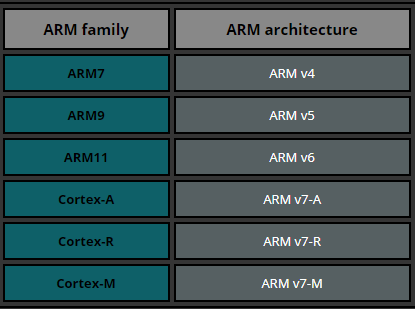 ARM family ARM architecture
ARM7 ARM v4
ARM9 ARM v5
ARM11 ARM v6
Cortex-A ARM v7-A
Cortex-R ARM v7-R
Cortex-M ARM v7-M